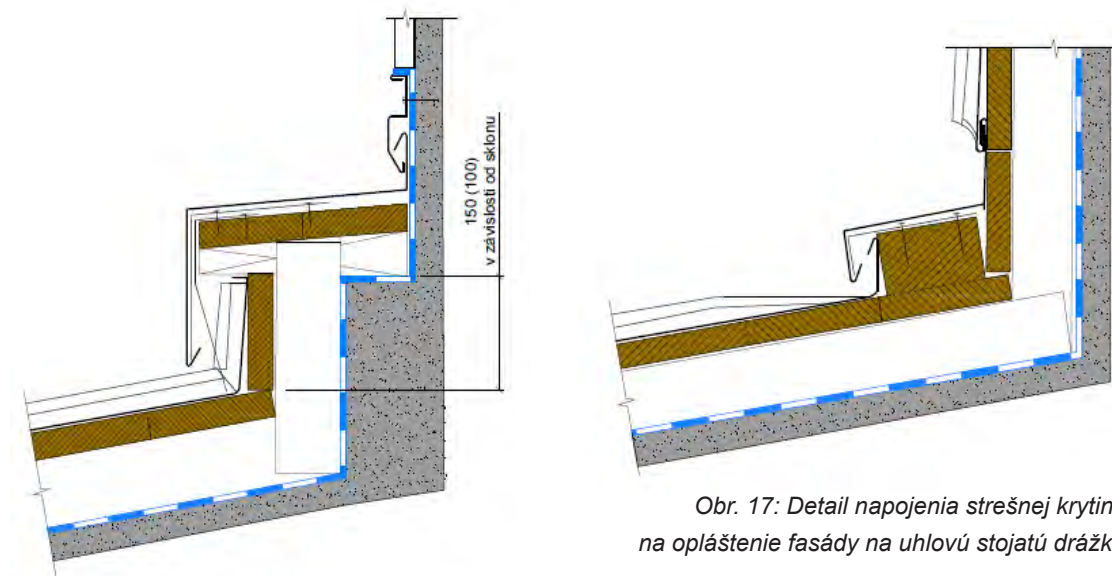 150 (100)
v závislosti od sklonu
Obr. 17: Detail napojenia strešnej krytin
na opláštenie fasády na uhlovú stojatú drážk